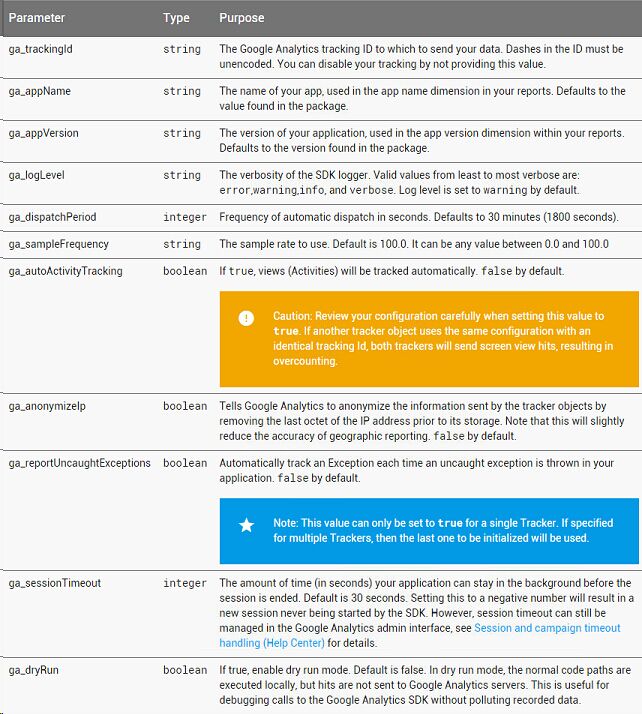 Parameter Type Purpose
ga_trackingId string The Google Analytics tracking ID to which to send your data. Dashes in the ID must be
unencoded. You can disable your tracking by not providing this value.
ga_appName string The name of your app, used in the app name dimension in your reports. Defaults to the
value found in the package.
ga_appVersion string The version of your application, used in the app version dimension within your reports.
Defaults to the version found in the package.
ga_logLevel string The verbosity of the SDK logger. Valid values from least to most verbose are:
error,warning,info, and verbose. Log level is set to warning by default.
ga_dispatchPeriod integer Frequency of automatic dispatch in seconds. Defaults to 30 minutes (1800 seconds).
ga_sampleFrequency string The sample rate to use. Default is 100.0. It can be any value between 0.0 and 100.0
ga_autoActivityTracking boolean If true, views (Activities) will be tracked automatically. false by default.
Caution: Review your configuration carefully when setting this value to
true. If another tracker object uses the same configuration with an
identical tracking Id, both trackers will send screen view hits, resulting in
overcounting.
ga_anonymizeIp boolean Tells Google Analytics to anonymize the information sent by the tracker objects by
removing the last octet of the IP address prior to its storage. Note that this will slightly
reduce the accuracy of geographic reporting. false by default.
ga_reportUncaughtExceptions boolean Automatically track an Exception each time an uncaught exception is thrown in your
application. false by default.
Note: This value can only be set to true for a single Tracker. If specified
for multiple Trackers, then the last one to be initialized will be used.
ga_sessionTimeout integer The amount of time (in seconds) your application can stay in the background before the
session is ended. Default is 30 seconds. Setting this to a negative number will result in a
new session never being started by the SDK. However, session timeout can still be
managed in the Google Analytics admin interface, see Session and campaign timeout
handling (Help Center) for details.
ga_dryRun boolean If true, enable dry run mode. Default is false. In dry run mode, the normal code paths are
executed locally, but hits are not sent to Google Analytics servers. This is useful for
debugging calls to the Google Analytics SDK without polluting recorded data.